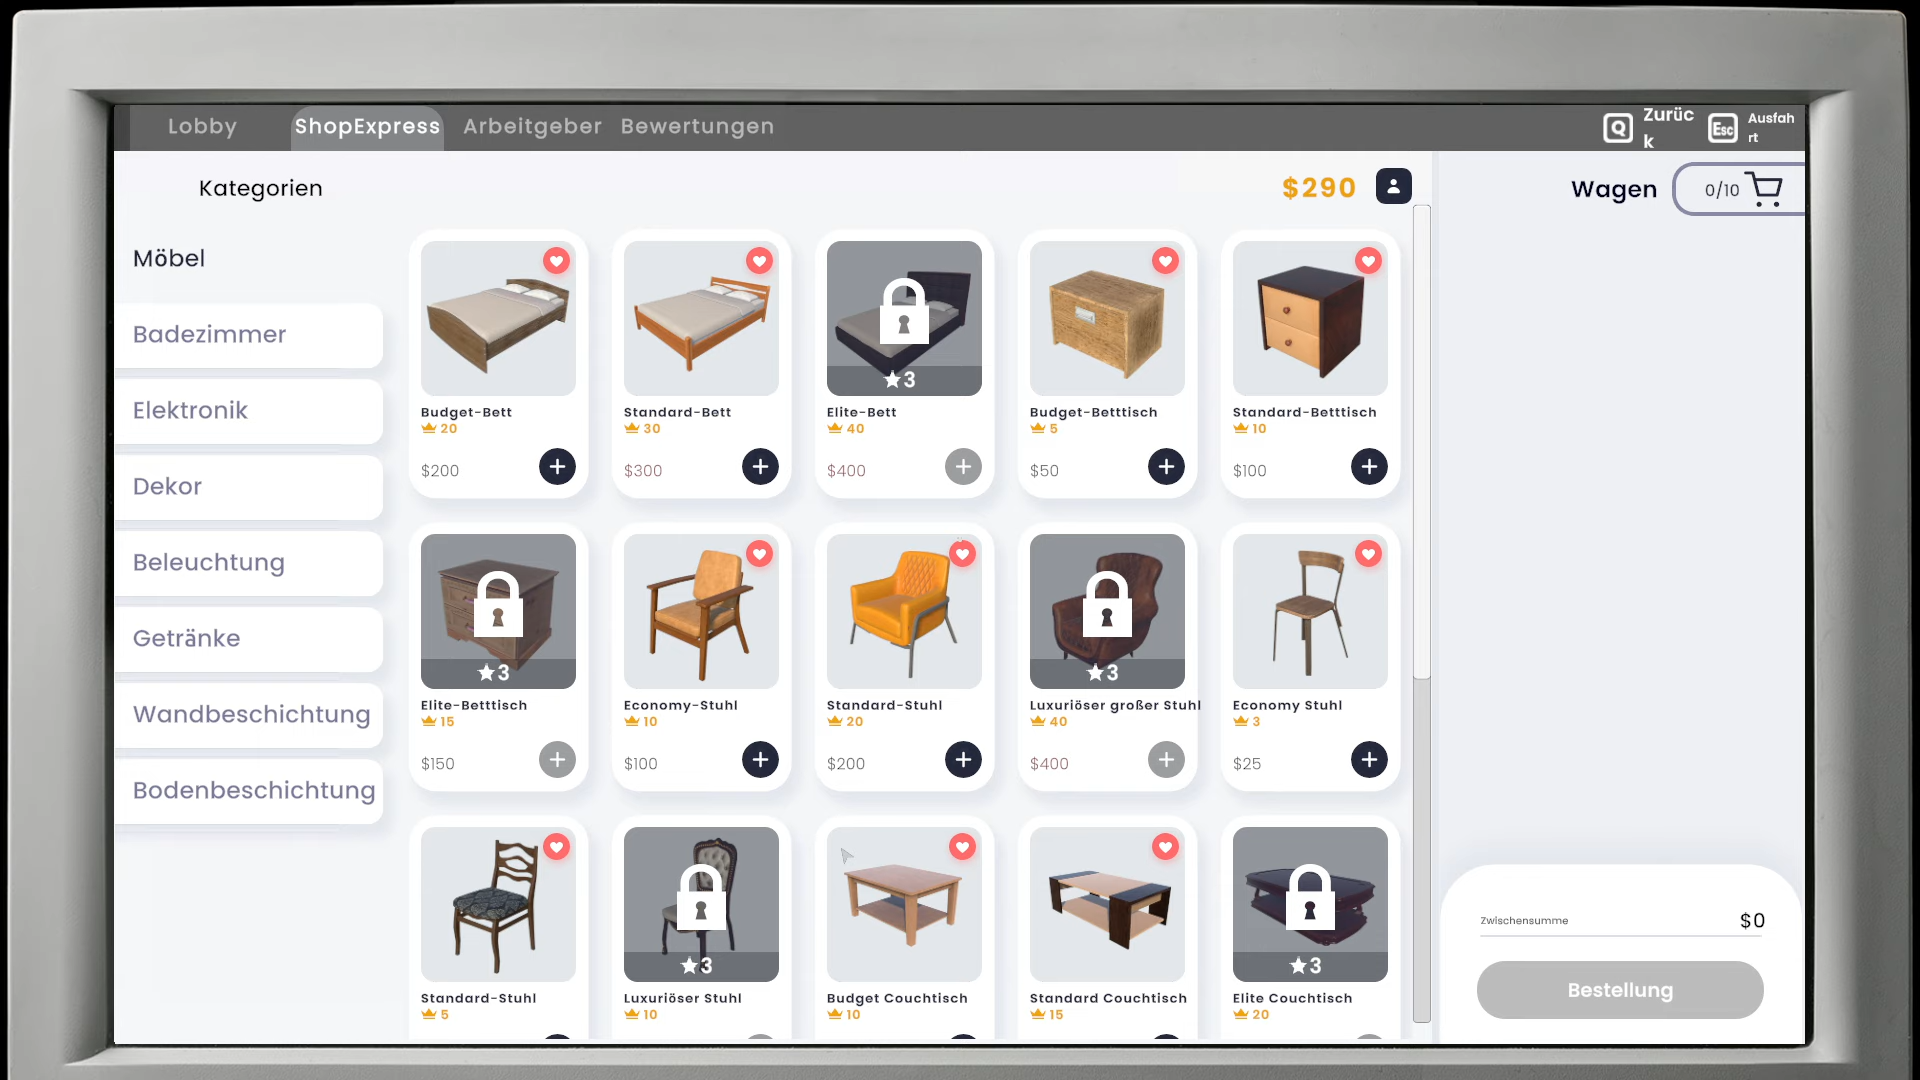 Lobby
ShopExpress
Arbeitgeber
Bewertungen
Q
Zurüc
k
Esc
Ausfah
rt
Kategorien
$290
Wagen
0/10
Möbel
Badezimmer
Elektronik
Dekor
Beleuchtung
Getränke
Wandbeschichtung
Bodenbeschichtung
Budget-Bett
20
$200
Standard-Bett
30
$300
3
Elite-Bett
40
$400
Budget-Betttisch
5
$50
Standard-Betttisch
10
$100
3
Elite-Betttisch
15
$150
Economy-Stuhl
10
$100
Standard-Stuhl
20
$200
3
Luxuriöser großer Stuhl
40
$400
Economy Stuhl
3
$25
Standard-Stuhl
5
3
Luxuriöser Stuhl
10
Budget Couchtisch
10
Standard Couchtisch
15
3
Elite Couchtisch
20
Zwischensumme
$0
Bestellung